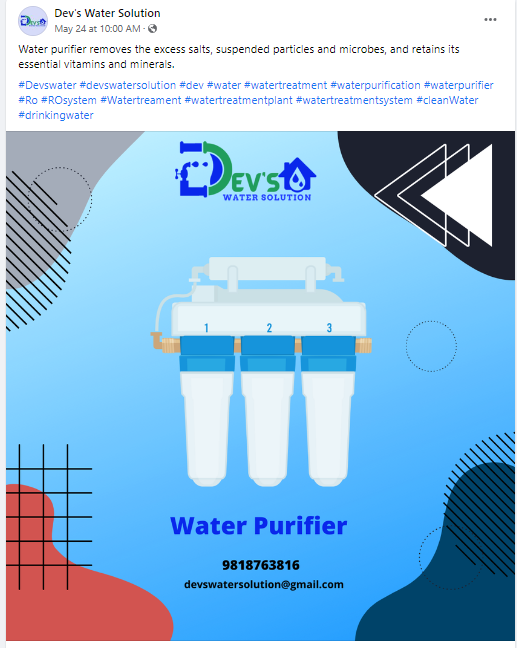 Dev's Water Solution
May 24 at 10:00 AM ·
Water purifier removes the excess salts, suspended particles and microbes, and retains its
essential vitamins and minerals.
#Devswater #devswatersolution #dev #water #watertreatment #waterpurification #waterpurifier
#Ro #ROsystem #Watertreament #watertreatmentplant #watertreatmentsystem #cleanWater
#drinkingwater
DEV'S
WATER SOLUTION
1 2 3
Water Purifier
9818763816
devswatersolution@gmail.com